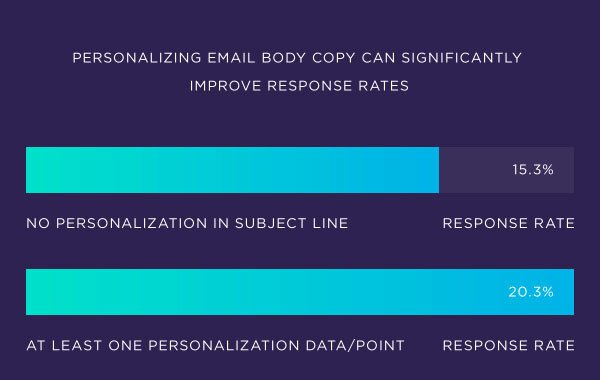 PERSONALIZING EMAIL BODY COPY CAN SIGNIFICANTLY
IMPROVE RESPONSE RATES
15.3%
NO PERSONALIZATION IN SUBJECT LINE RESPONSE RATE
20.3%
AT LEAST ONE PERSONALIZATION DATA/POINT RESPONSE RATE